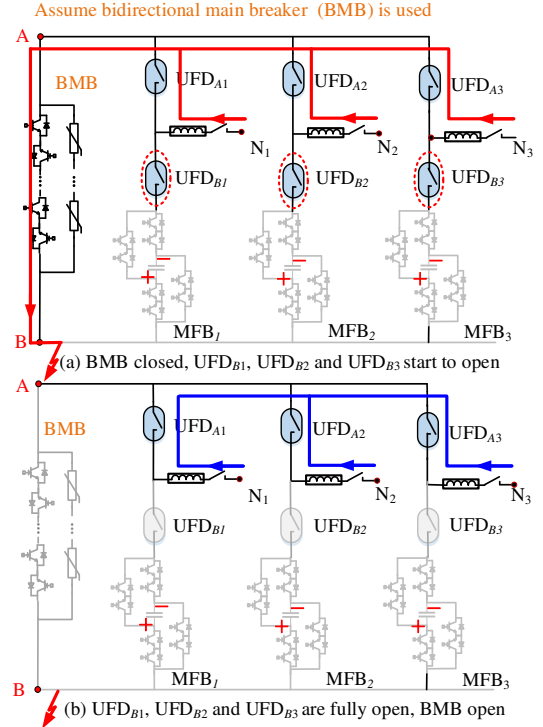 Assume bidirectional main breaker (BMB) is used
A
BMB
UFDA1
UFDA2
UFDA3
N1
N2
N3
UFDB1
UFDB2
UFDB3
MFB1
MFB2
MFB3
B
(a) BMB closed, UFDB1, UFDB2 and UFDB3 start to open
A
BMB
UFDA1
UFDA2
UFDA3
N1
N2
N3
UFDB1
UFDB2
UFDB3
MFB1
MFB2
MFB3
B
(b) UFDB1, UFDB2 and UFDB3 are fully open, BMB open